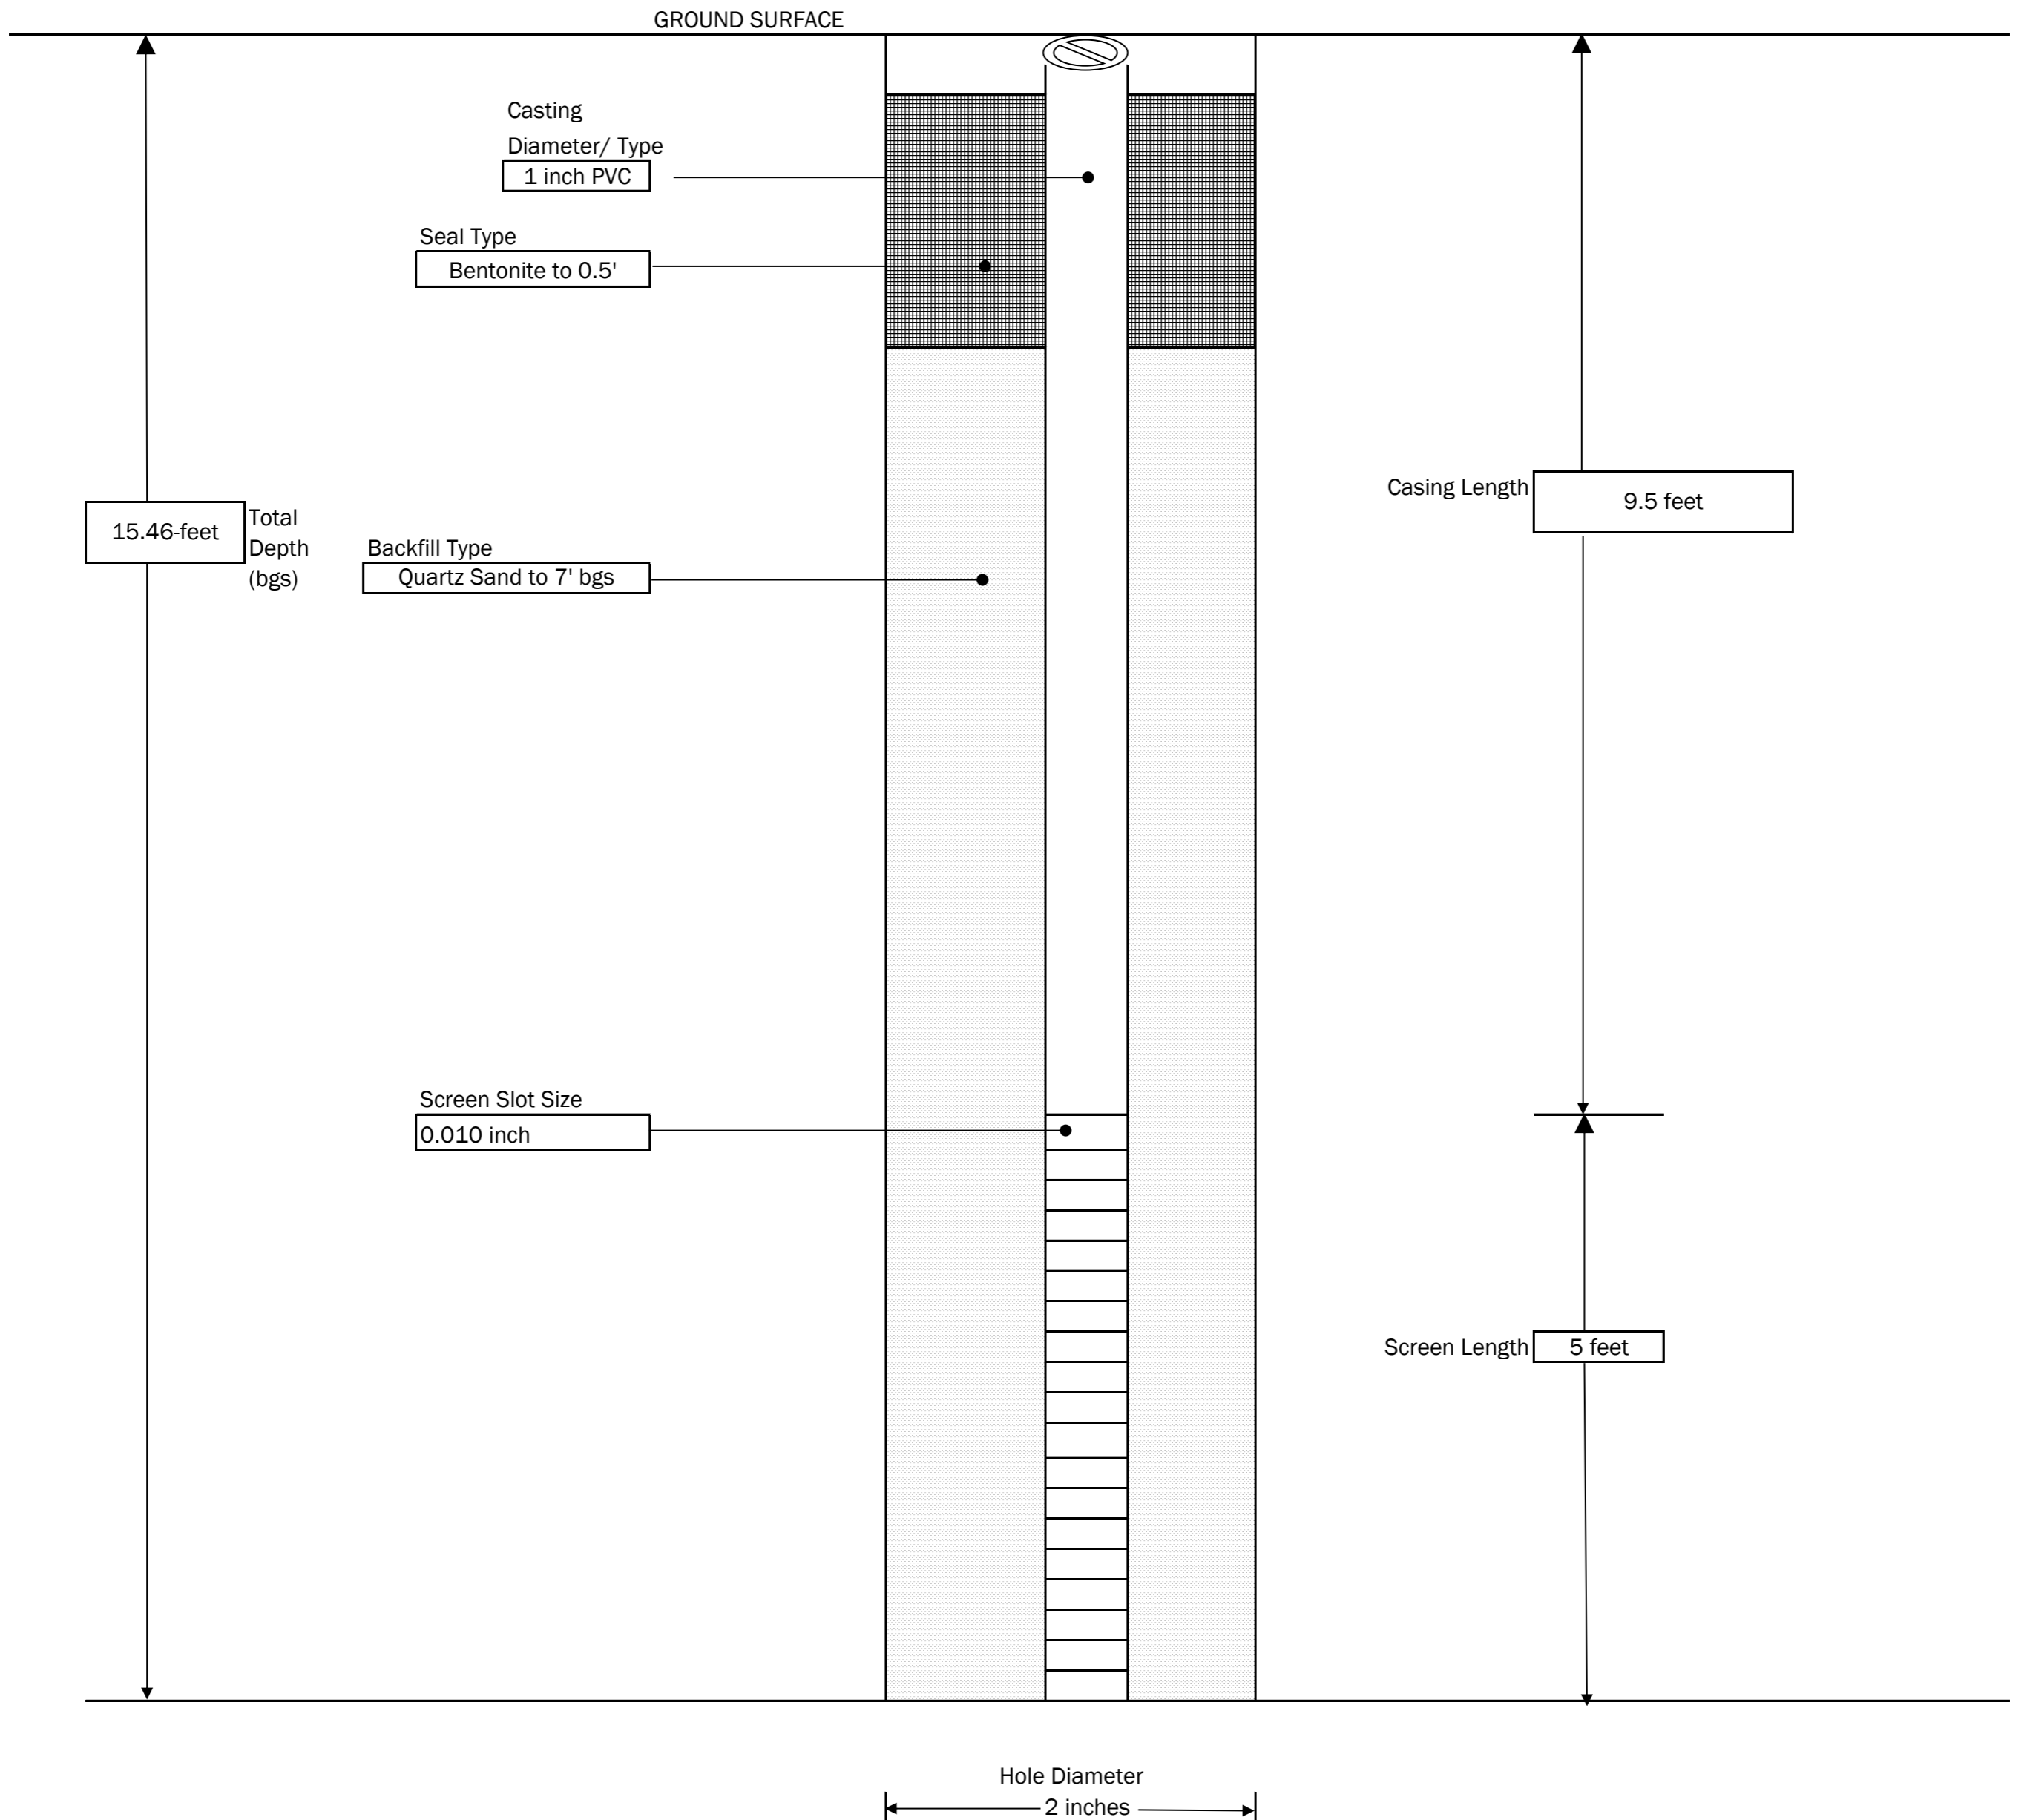 GROUND SURFACE
Casting
Diameter/ Type
1 inch PVC
Seal Type
Bentonite to 0.5'
Casing Length
9.5 feet
15.46-feet
Total
Depth
(bgs)
Backfill Type
Quartz Sand to 7' bgs
Screen Slot Size
0.010 inch
Screen Length
5 feet
Hole Diameter
2 inches